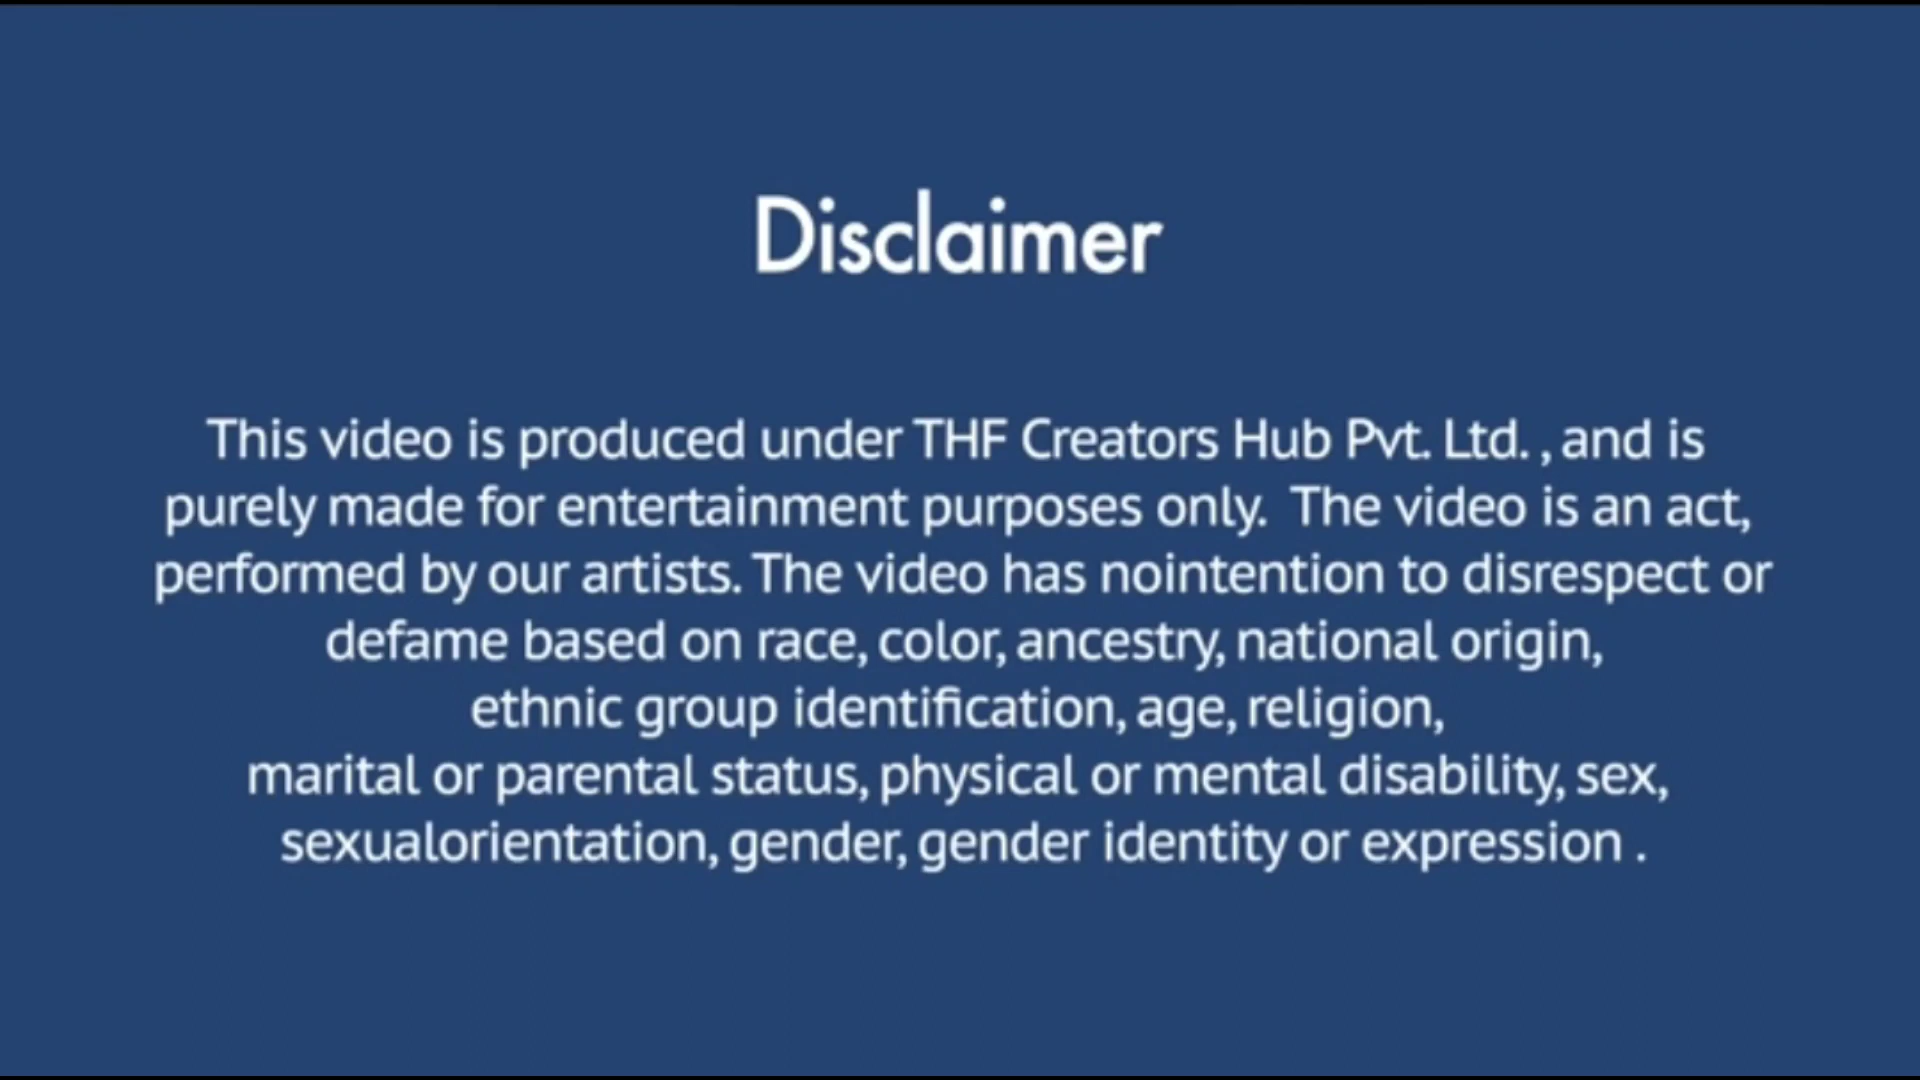 Disclaimer
This video is produced under THF Creators Hub Pvt. Ltd. , and is
purely made for entertainment purposes only. The video is an act,
performed by our artists. The video has nointention to disrespect or
defame based on race, color, ancestry, national origin,
ethnic group identification, age, religion,
marital or parental status, physical or mental disability, sex,
sexualorientation, gender, gender identity or expression .